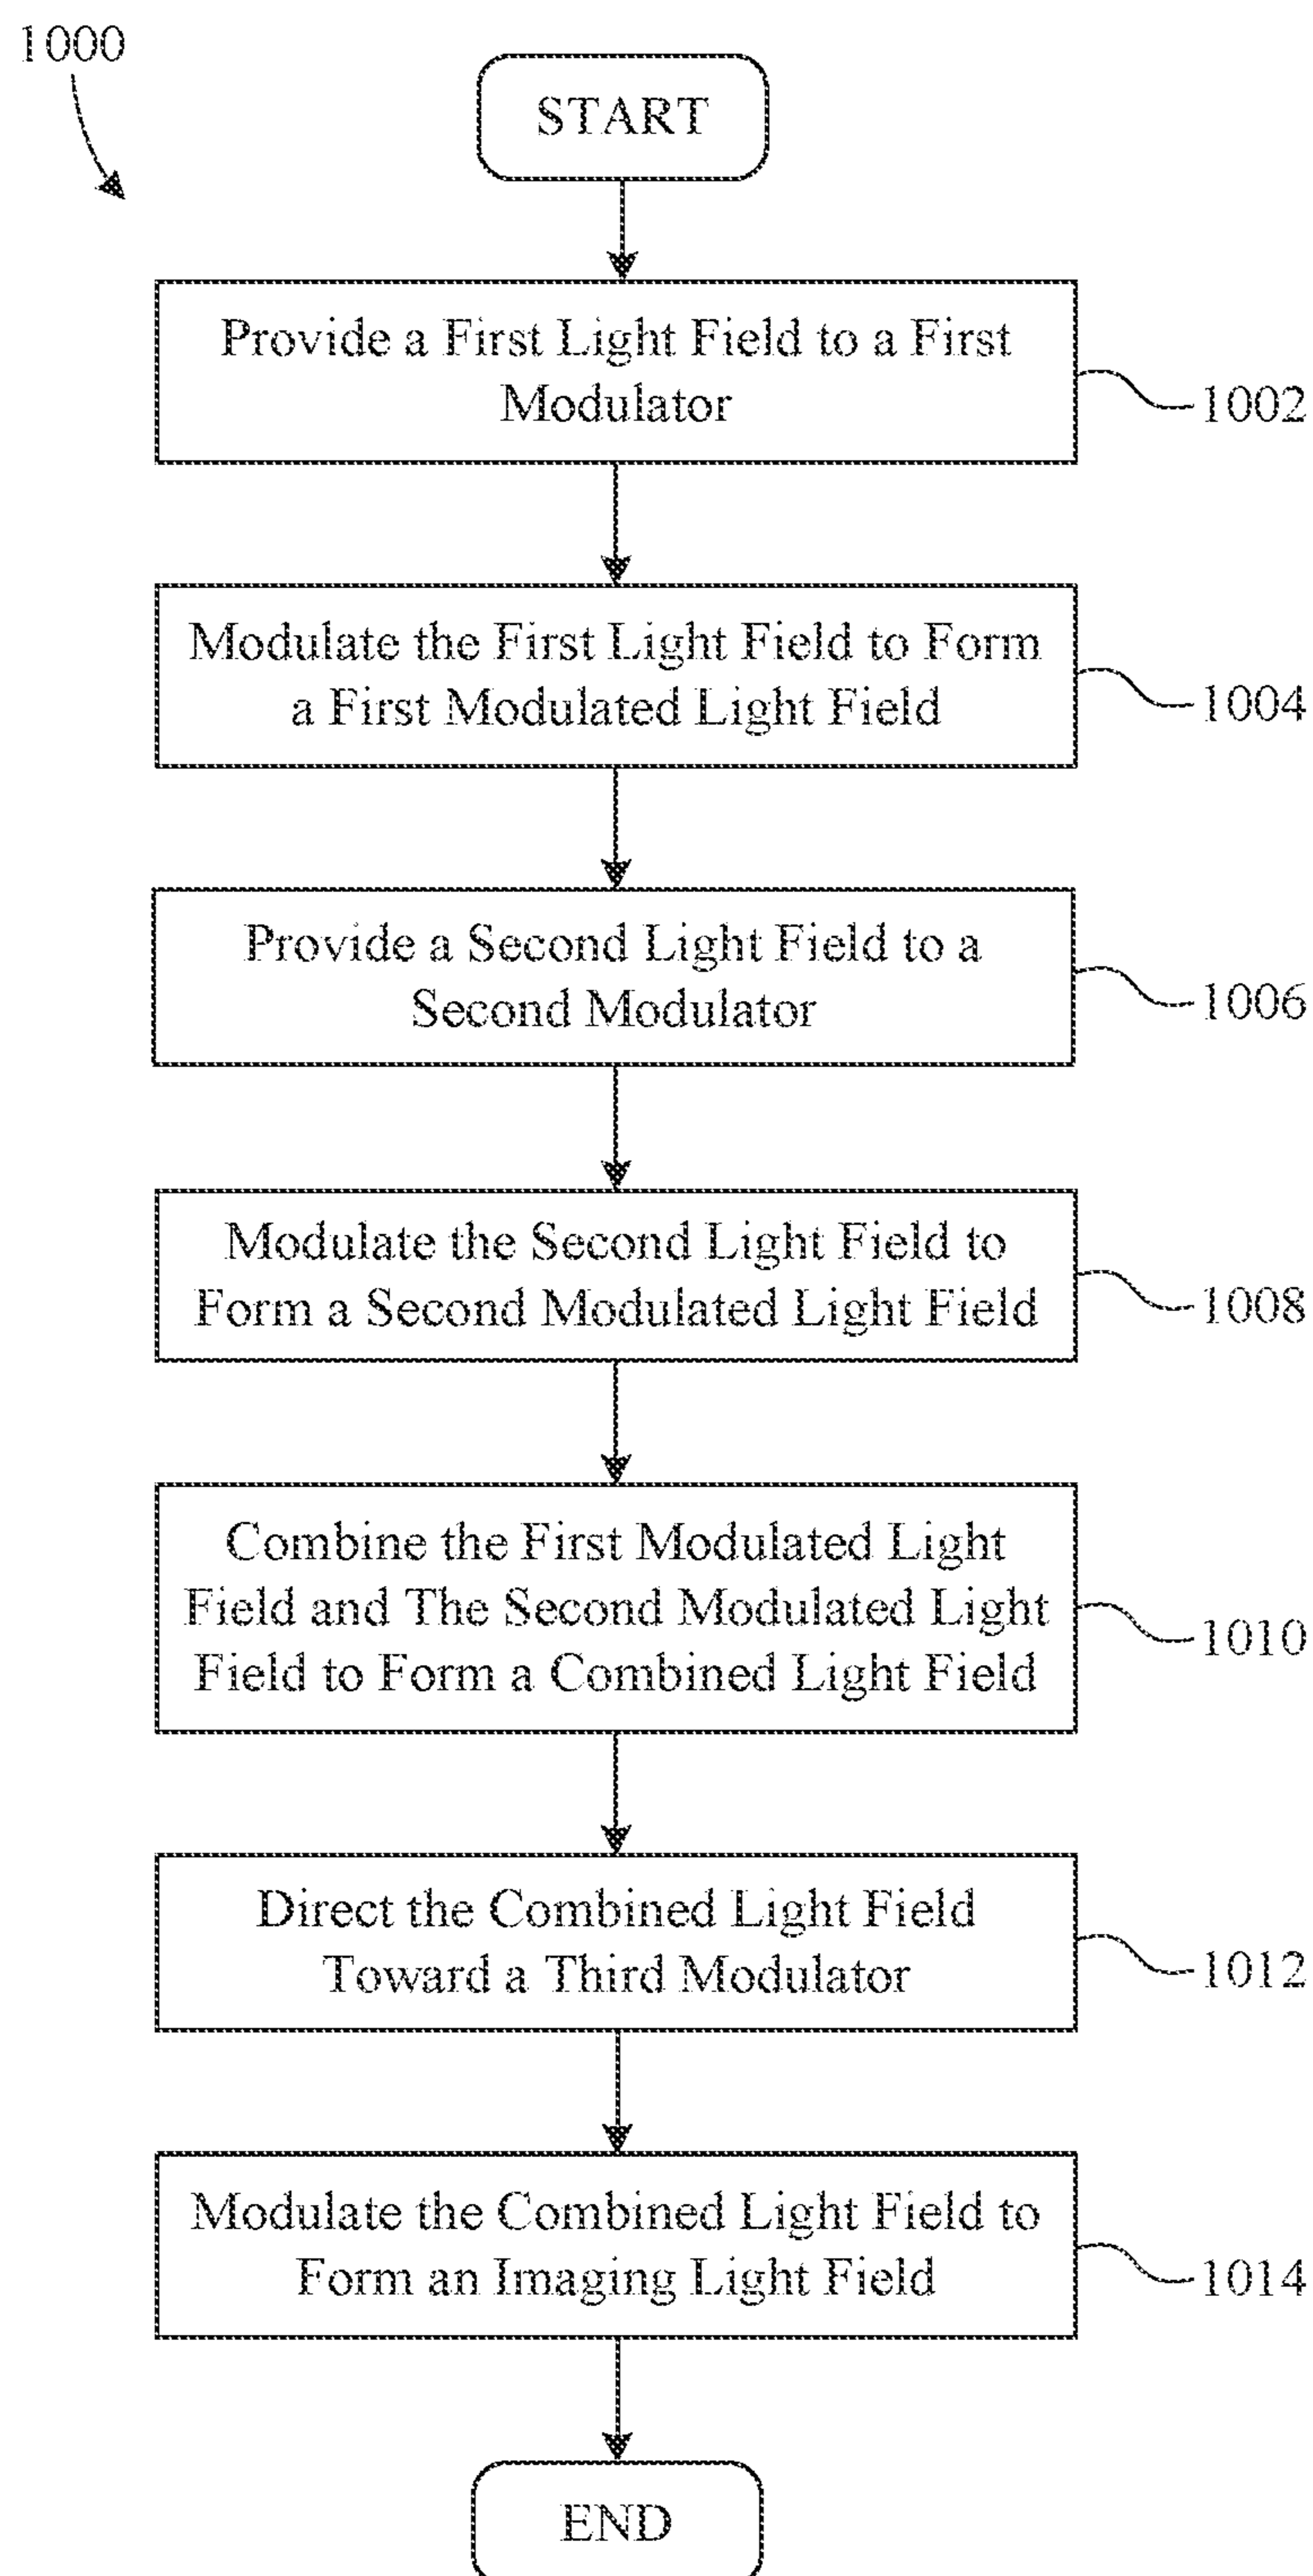 1000
START
Provide a First Light Field to a First
Modulator
1002
Modulate the First Light Field to Form
a First Modulated Light Field
1004
Provide a Second Light Field to a
Second Modulator
1006
Modulate the Second Light Field to
Form a Second Modulated Light Field
1008
Combine the First Modulated Light
Field and The Second Modulated Light
Field to Form a Combined Light Field
1010
Direct the Combined Light Field
Toward a Third Modulator
1012
Modulate the Combined Light Field to
Form an Imaging Light Field
1014
END